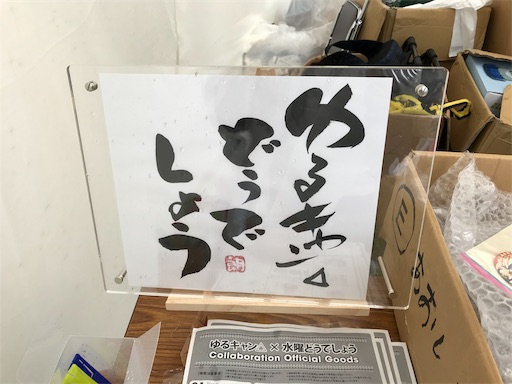 ゆるキャン△
どうで
しょう
ゆるキャン△ × 水曜どうでしょう
Collaboration Official Goods